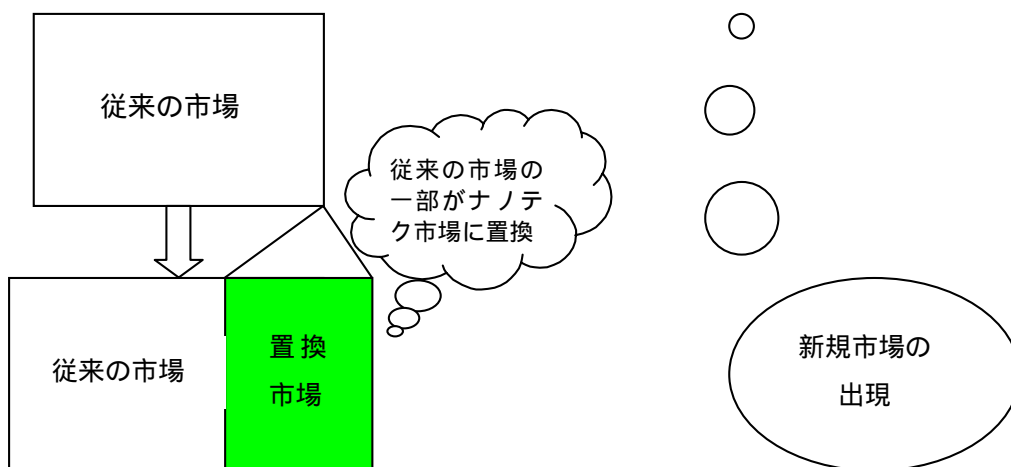 従来の市場
従来の市場の
一部がナノテ
ク市場に置換
従来の市場
置換
市場
新規市場の
出現